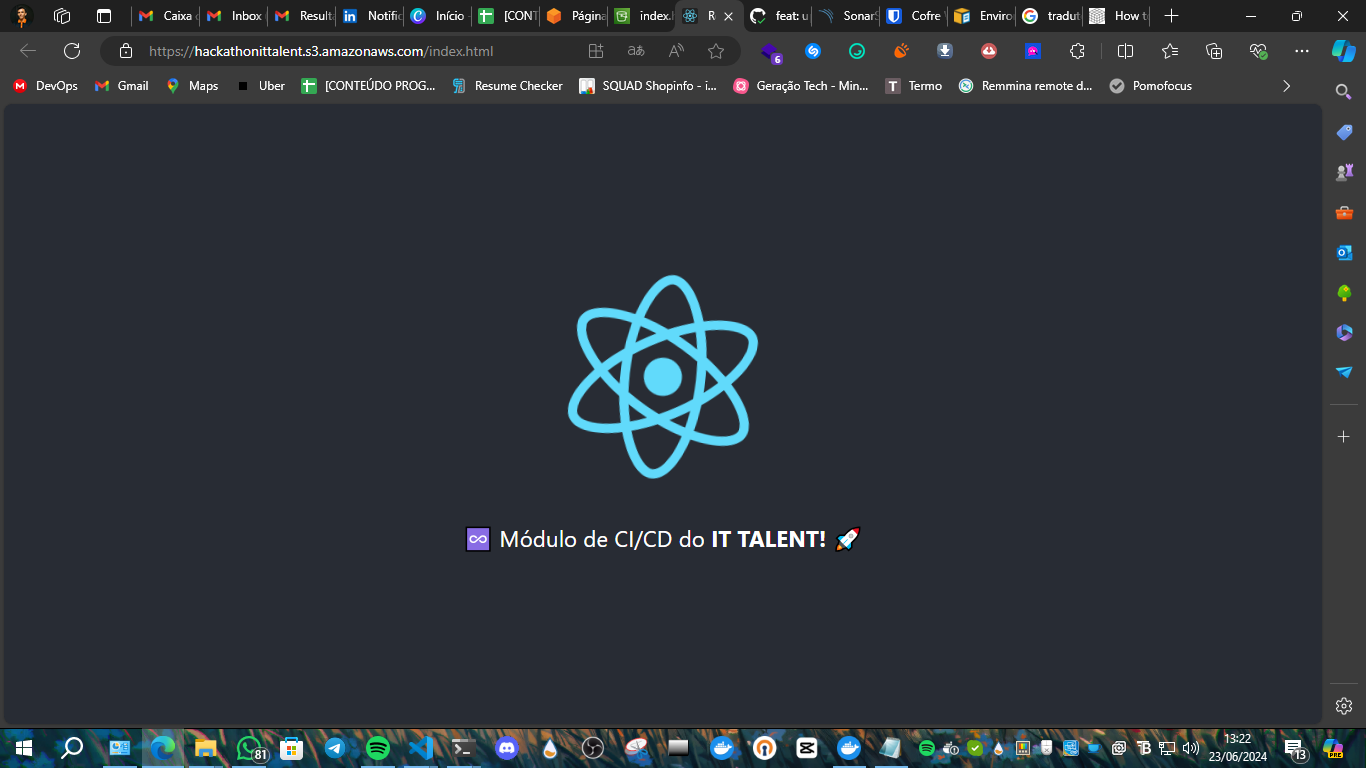 Caixa
Inbox
Result
Notific
Início
[CONT
Página
index.
R
feat: u
Sonar
Cofre
Enviro
tradut
How t
https://hackathonittalent.s3.amazonaws.com/index.html
6
DevOps
Gmail
Maps
Uber
[CONTEÚDO PROG...
Resume Checker
SQUAD Shopinfo - i...
Geração Tech - Min...
Termo
Remmina remote d...
Pomofocus
Módulo de CI/CD do IT TALENT!
81
13:22
23/06/2024
13
PRE